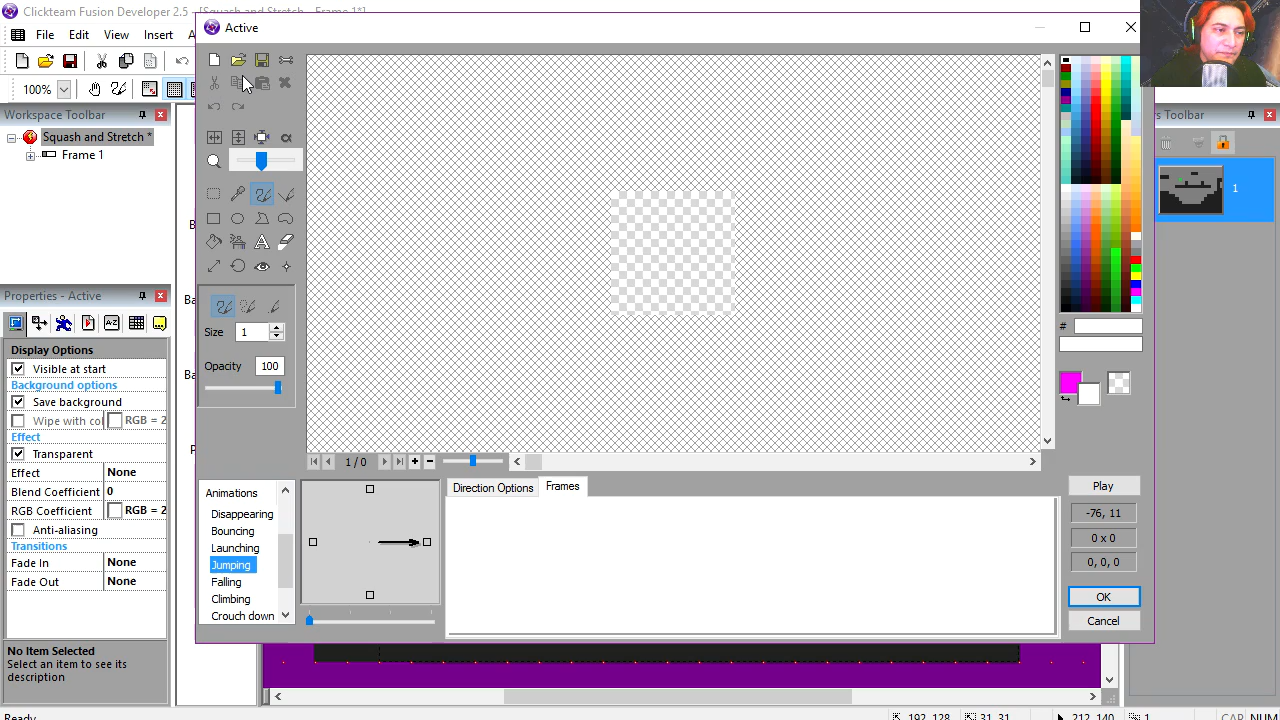 Clickteam Fusion Developer 2.5 - [Squash and Stretch - Frame 1*]
Active
File Edit View Insert
100%
Workspace Toolbar
Squash and Stretch *
Frame 1
Properties - Active
Display Options
Visible at start
Background options
Save background
Wipe with col
RGB = 2
Effect
Transparent
Effect None
Blend Coefficient 0
RGB Coefficient RGB = 2
Anti-aliasing
Transitions
Fade In None
Fade Out None
No Item Selected
Select an item to see its
description
Ready
Size 1
Opacity 100
1 / 0
Animations
Disappearing
Bouncing
Launching
Jumping
Falling
Climbing
Crouch down
Direction Options Frames
#
Play
-76, 11
0 x 0
0, 0, 0
OK
Cancel
s Toolbar
1
192, 128 31, 31 212, 140 1 CAP NUM